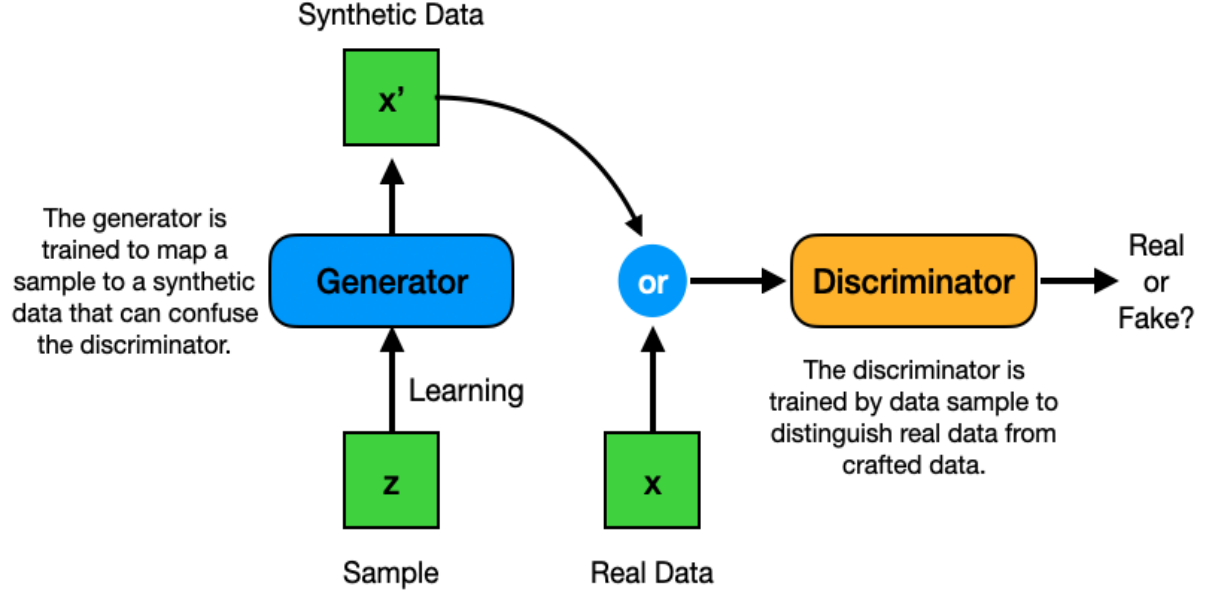 Synthetic Data
x’
The generator is
trained to map a
sample to a synthetic
data that can confuse
the discriminator.
Generator
or
Discriminator
Real
or
Fake?
Learning
The discriminator is
trained by data sample to
distinguish real data from
crafted data.
z
x
Sample
Real Data